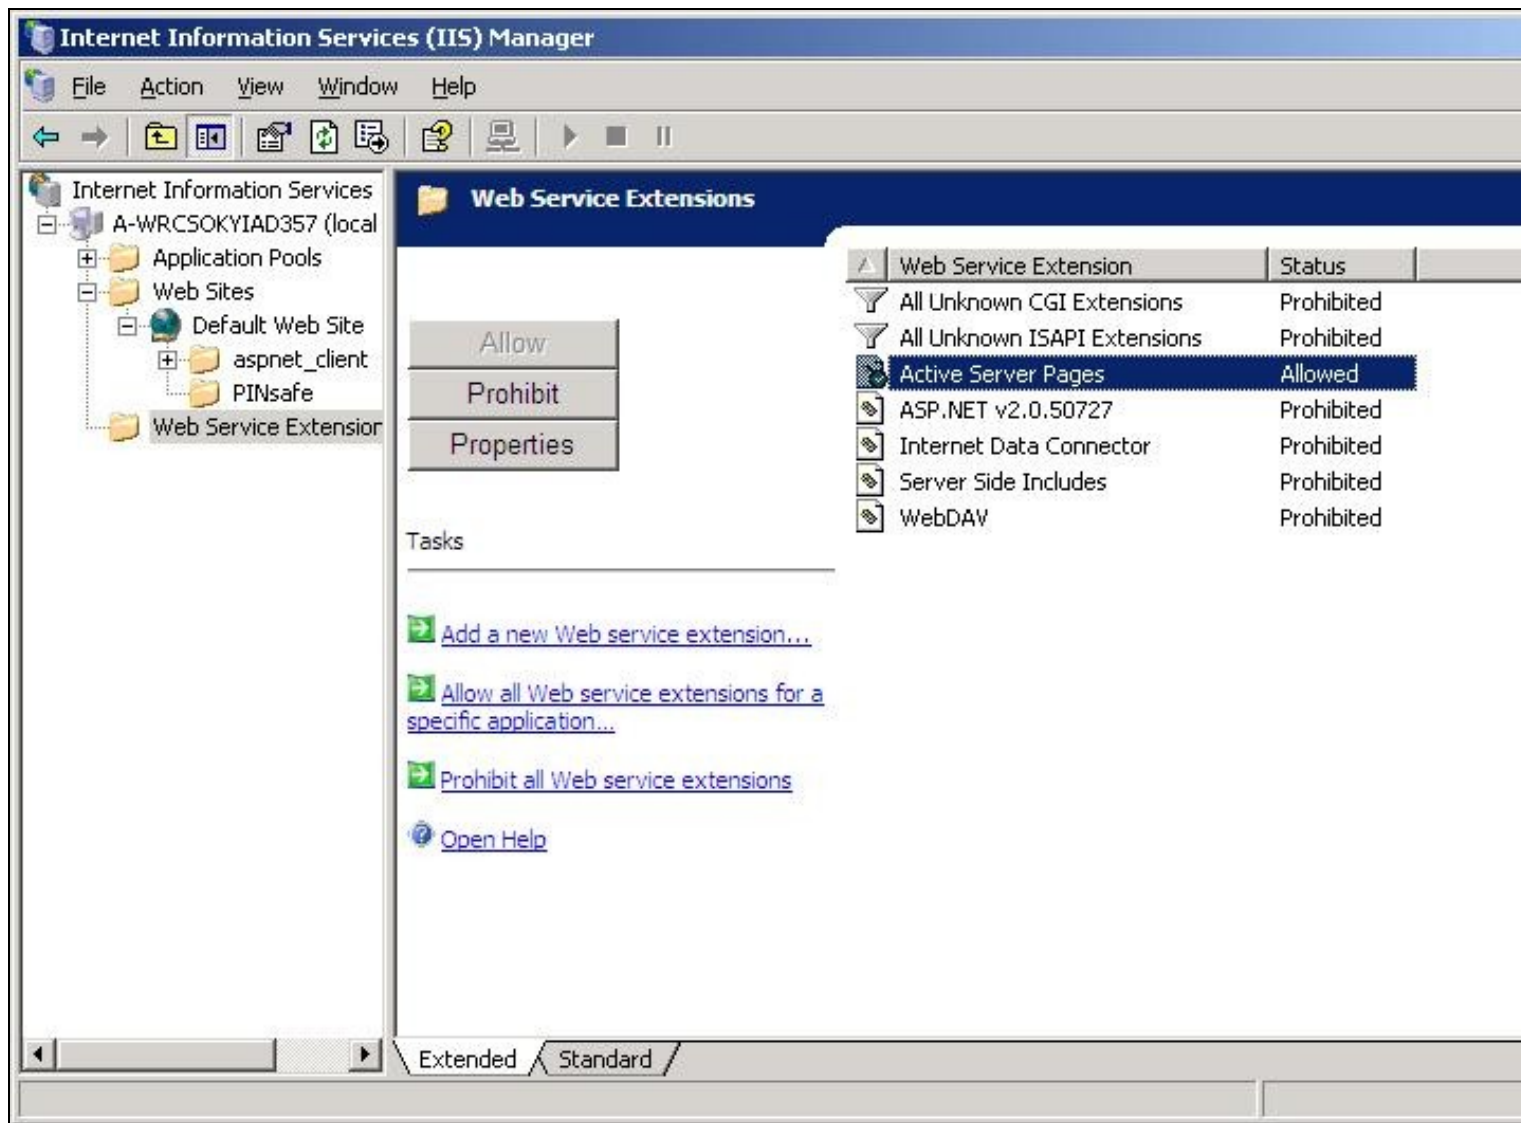 Internet Information Services (IIS) Manager
File Action View Window Help
Internet Information Services
A-WRCSOKYIAD357 (local
Application Pools
Web Sites
Default Web Site
aspnet_client
PINsafe
Web Service Extension
Web Service Extensions
Allow
Prohibit
Properties
Tasks
Add a new Web service extension...
Allow all Web service extensions for a
specific application...
Prohibit all Web service extensions
Open Help
Web Service Extension Status
All Unknown CGI Extensions Prohibited
All Unknown ISAPI Extensions Prohibited
Active Server Pages Allowed
ASP.NET v2.0.50727 Prohibited
Internet Data Connector Prohibited
Server Side Includes Prohibited
WebDAV Prohibited
Extended Standard